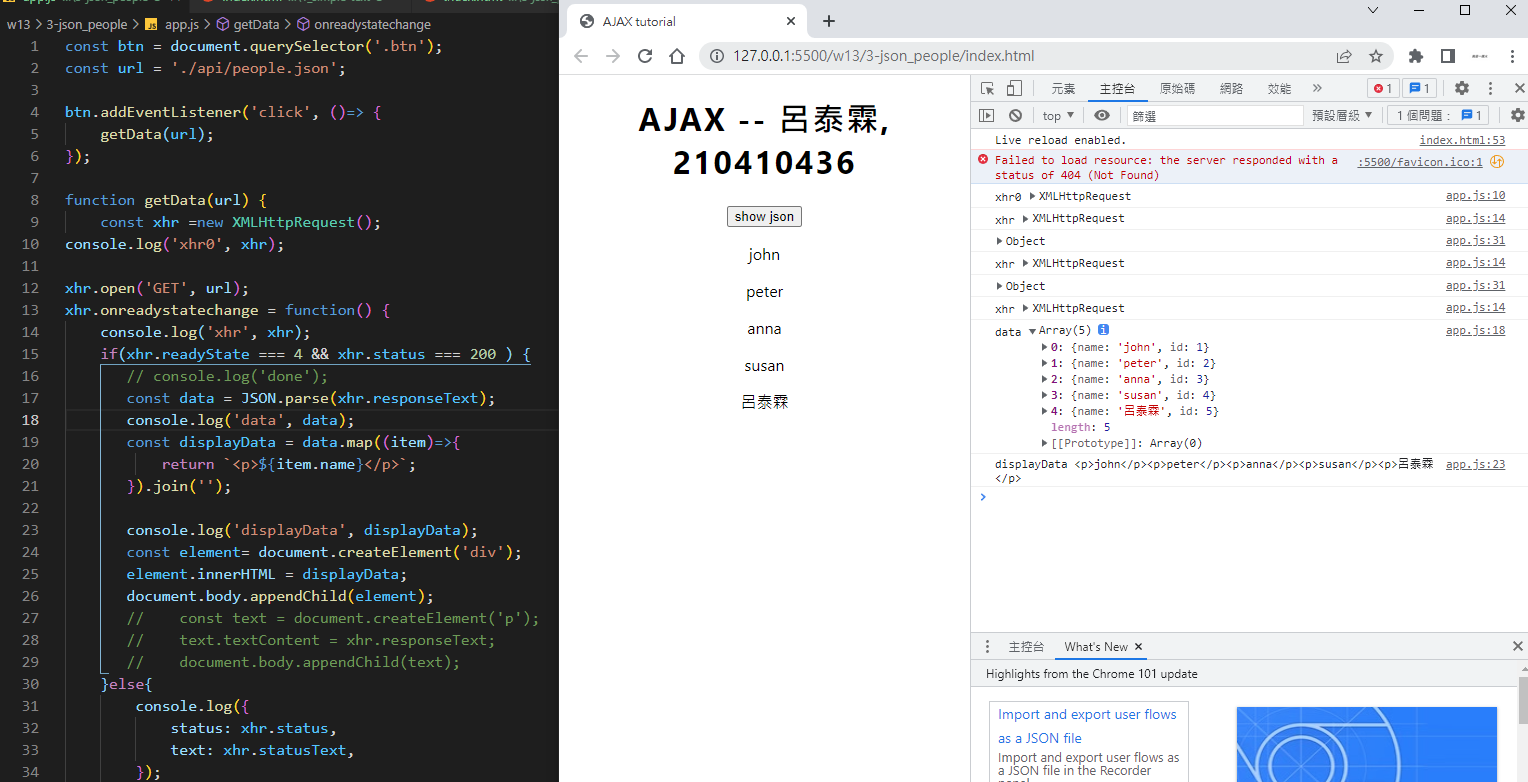 w13 > 3-json_people > JS app.js > getData > onreadystatechange
1 const btn = document.querySelector('.btn');
2 const url = './api/people.json';
3
4 btn.addEventListener('click', ()=> {
5 getData(url);
6 });
7
8 function getData(url) {
9 const xhr =new XMLHttpRequest();
10 console.log('xhr0', xhr);
11
12 xhr.open('GET', url);
13 xhr.onreadystatechange = function() {
14 console.log('xhr', xhr);
15 if(xhr.readyState === 4 && xhr.status === 200 ) {
16 // console.log('done');
17 const data = JSON.parse(xhr.responseText);
18 console.log('data', data);
19 const displayData = data.map((item)=>{
20 return `<p>${item.name}</p>`;
21 }).join('');
22
23 console.log('displayData', displayData);
24 const element= document.createElement('div');
25 element.innerHTML = displayData;
26 document.body.appendChild(element);
27 // const text = document.createElement('p');
28 // text.textContent = xhr.responseText;
29 // document.body.appendChild(text);
30 }else{
31 console.log({
32 status: xhr.status,
33 text: xhr.statusText,
34 });
AJAX tutorial
127.0.0.1:5500/w13/3-json_people/index.html
AJAX -- 呂泰霖,
210410436
show json
john
peter
anna
susan
呂泰霖
元素 主控台 原始碼 網路 效能 » 1 1
top 篩選 預設層級 1 個問題： 1
Live reload enabled. index.html:53
Failed to load resource: the server responded with a :5500/favicon.ico:1
status of 404 (Not Found)
xhr0 XMLHttpRequest app.js:10
xhr XMLHttpRequest app.js:14
Object app.js:31
xhr XMLHttpRequest app.js:14
Object app.js:31
xhr XMLHttpRequest app.js:14
data Array(5) app.js:18
0: {name: 'john', id: 1}
1: {name: 'peter', id: 2}
2: {name: 'anna', id: 3}
3: {name: 'susan', id: 4}
4: {name: '呂泰霖', id: 5}
length: 5
[[Prototype]]: Array(0)
displayData <p>john</p><p>peter</p><p>anna</p><p>susan</p><p>呂泰霖 app.js:23
</p>
主控台 What's New
Highlights from the Chrome 101 update
Import and export user flows
as a JSON file
Import and export user flows as
a JSON file in the Recorder